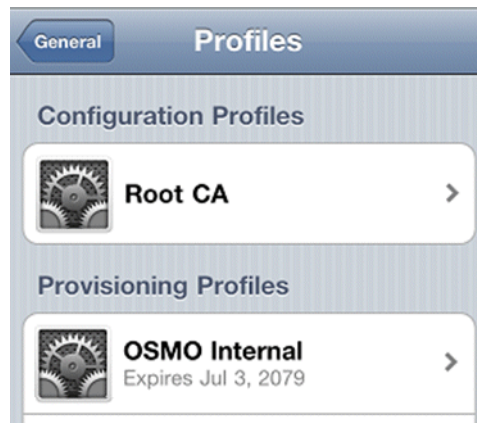 General
Profiles
Configuration Profiles
Root CA
Provisioning Profiles
OSMO Internal
Expires Jul 3, 2079